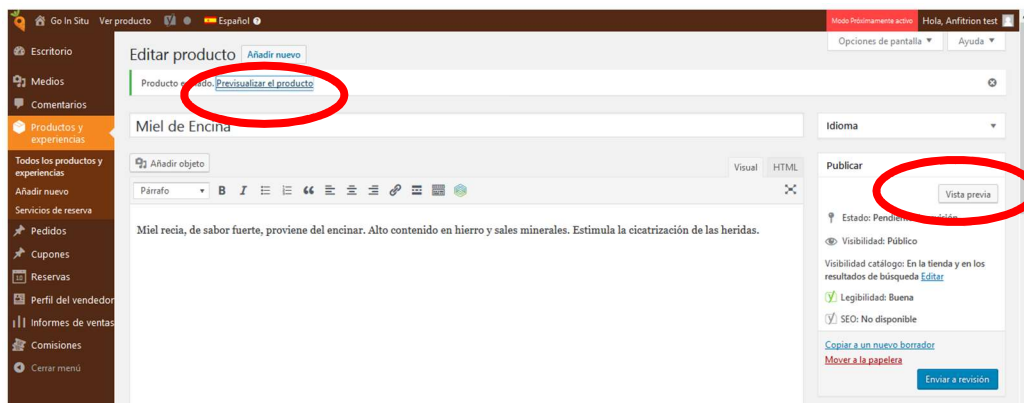 Go In Situ Ver producto Español Modo Próximamente activo Hola, Anfitrion test
Opciones de pantalla Ayuda
Escritorio
Medios
Comentarios
Productos y
experiencias
Todos los productos y
experiencias
Añadir nuevo
Servicios de reserva
Pedidos
Cupones
Reservas
Perfil del vendedor
Informes de ventas
Comisiones
Cerrar menú
Editar producto Añadir nuevo
Producto Previsualizar el producto
Miel de Encina
Añadir objeto
Visual HTML
Párrafo
Miel recia, de sabor fuerte, proviene del encinar. Alto contenido en hierro y sales minerales. Estimula la cicatrización de las heridas.
Idioma
Publicar
Vista previa
Estado: Pendiente
Visibilidad: Público
Visibilidad catálogo: En la tienda y en los
resultados de búsqueda Editar
Legibilidad: Buena
SEO: No disponible
Copiar a un nuevo borrador
Mover a la papelera
Enviar a revisión